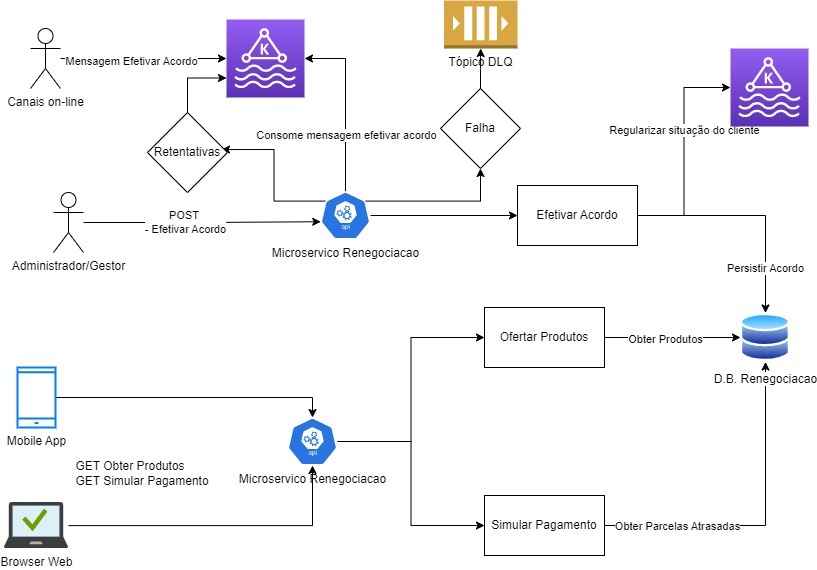 K
Mensagem Efetivar Acordo
Tópico DLQ
K
Canais on-line
Falha
Consome mensagem efetivar acordo
Regularizar situação do cliente
Retentativas
POST
- Efetivar Acordo
Efetivar Acordo
api
Microservico Renegociacao
Administrador/Gestor
Persistir Acordo
Ofertar Produtos
Obter Produtos
D.B. Renegociacao
Mobile App
api
GET Obter Produtos
GET Simular Pagamento
Microservico Renegociacao
Simular Pagamento
Obter Parcelas Atrasadas
Browser Web